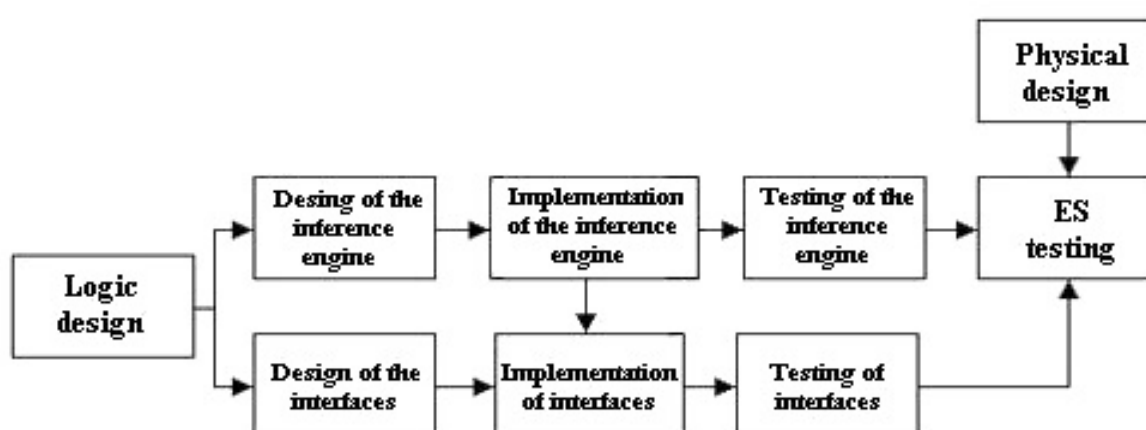 Physical
design
Desing of the
inference
engine
Implementation
of the inference
engine
Testing of the
inference
engine
ES
testing
Logic
design
Design of the
interfaces
Implementation
of interfaces
Testing of
interfaces